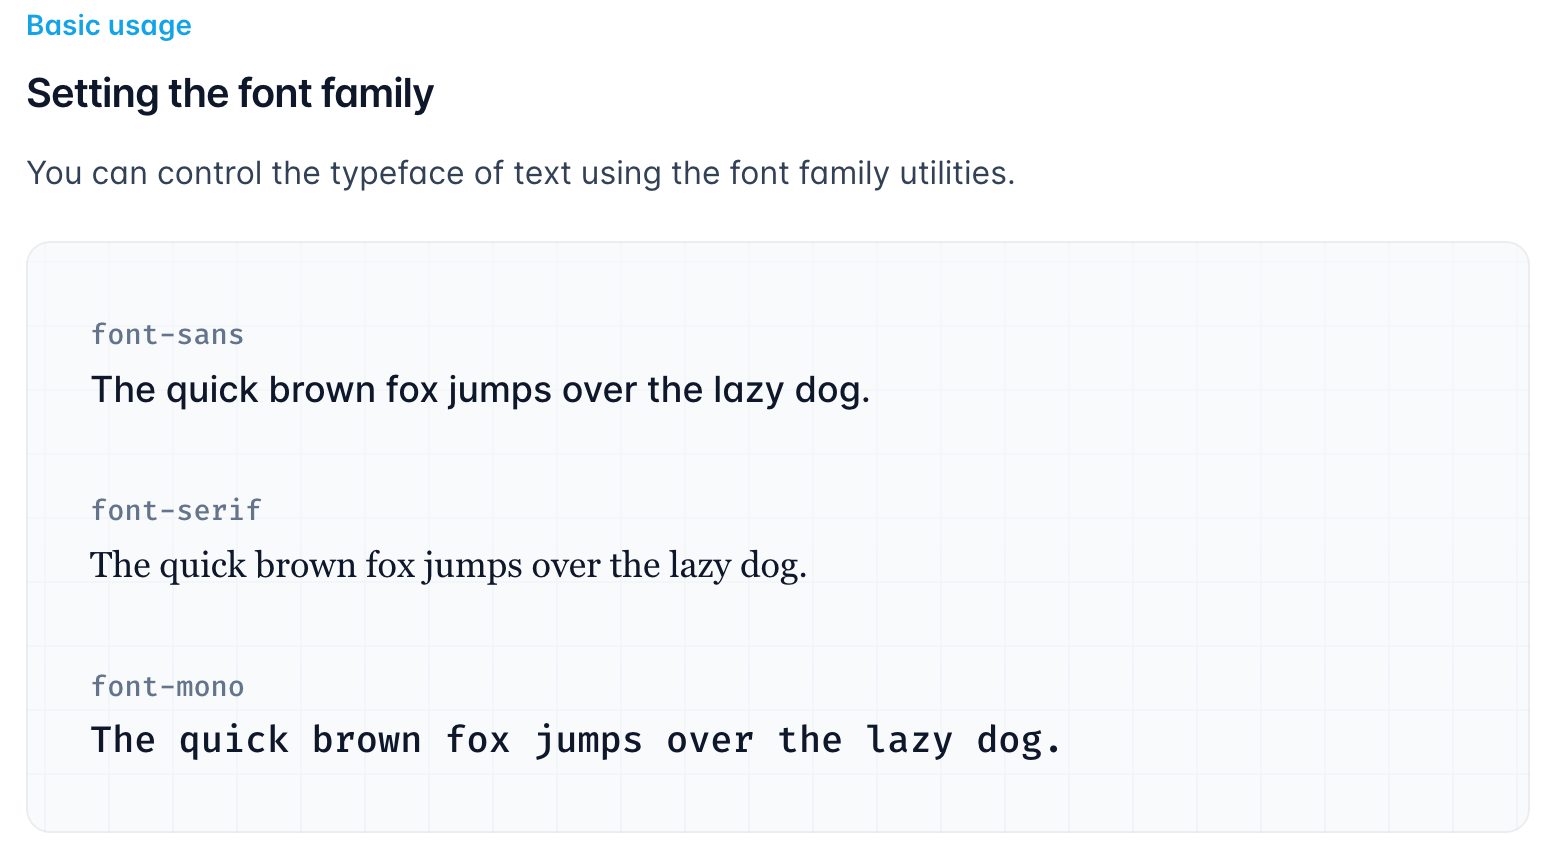 Basic usage
Setting the font family
You can control the typeface of text using the font family utilities.
font-sans
The quick brown fox jumps over the lazy dog.
font-serif
The quick brown fox jumps over the lazy dog.
font-mono
The quick brown fox jumps over the lazy dog.